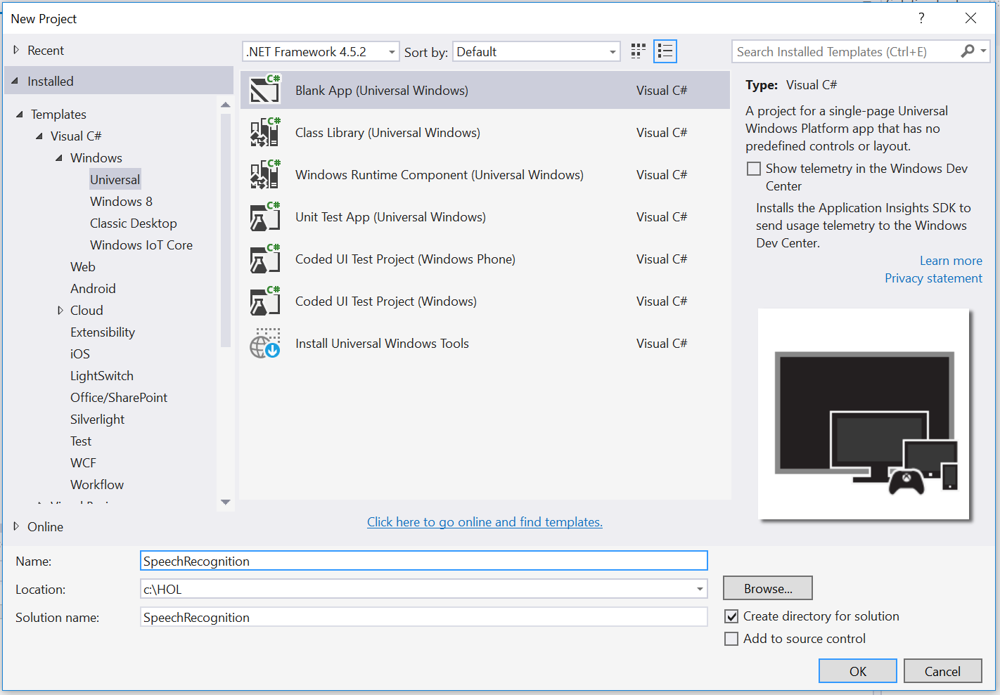 New Project
?
Recent
.NET Framework 4.5.2
Sort by:
Default
Search Installed Templates (Ctrl+E)
Installed
Templates
Visual C#
Windows
Universal
Windows 8
Classic Desktop
Windows IoT Core
Web
Android
Cloud
Extensibility
iOS
LightSwitch
Office/SharePoint
Silverlight
Test
WCF
Workflow
Online
C# Blank App (Universal Windows) Visual C#
C# Class Library (Universal Windows) Visual C#
C# Windows Runtime Component (Universal Windows) Visual C#
C# Unit Test App (Universal Windows) Visual C#
C# Coded UI Test Project (Windows Phone) Visual C#
C# Coded UI Test Project (Windows) Visual C#
Install Universal Windows Tools Visual C#
Click here to go online and find templates.
Type: Visual C#
A project for a single-page Universal
Windows Platform app that has no
predefined controls or layout.
Show telemetry in the Windows Dev
Center
Installs the Application Insights SDK to
send usage telemetry to the Windows
Dev Center.
Learn more
Privacy statement
Name: SpeechRecognition
Location: c:\HOL
Browse...
Solution name: SpeechRecognition
Create directory for solution
Add to source control
OK
Cancel